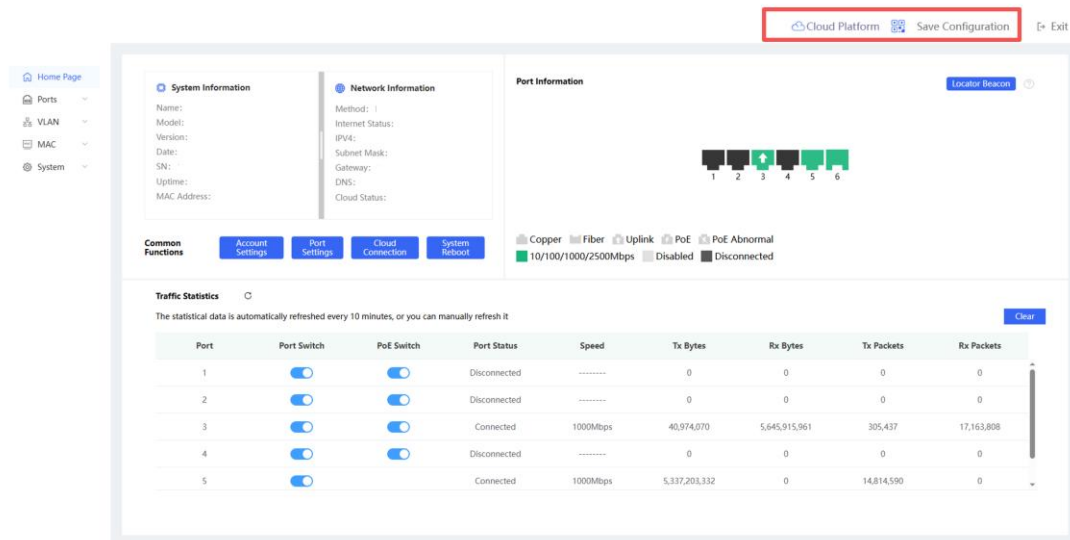 Cloud Platform Save Configuration Exit
Home Page
Ports
VLAN
MAC
System
System Information
Name:
Model:
Version:
Date:
SN:
Uptime:
MAC Address:
Network Information
Method:
Internet Status:
IPV4:
Subnet Mask:
Gateway:
DNS:
Cloud Status:
Common
Functions
Account
Settings
Port
Settings
Cloud
Connection
System
Reboot
Port Information
Locator Beacon
1 2 3 4 5 6
Copper Fiber Uplink PoE PoE Abnormal
10/100/1000/2500Mbps Disabled Disconnected
Traffic Statistics
The statistical data is automatically refreshed every 10 minutes, or you can manually refresh it
Clear
Port Port Switch PoE Switch Port Status Speed Tx Bytes Rx Bytes Tx Packets Rx Packets
1 Disconnected -------- 0 0 0 0
2 Disconnected -------- 0 0 0 0
3 Connected 1000Mbps 40,974,070 5,645,915,961 305,437 17,163,808
4 Disconnected -------- 0 0 0 0
5 Connected 1000Mbps 5,337,203,332 0 14,814,590 0